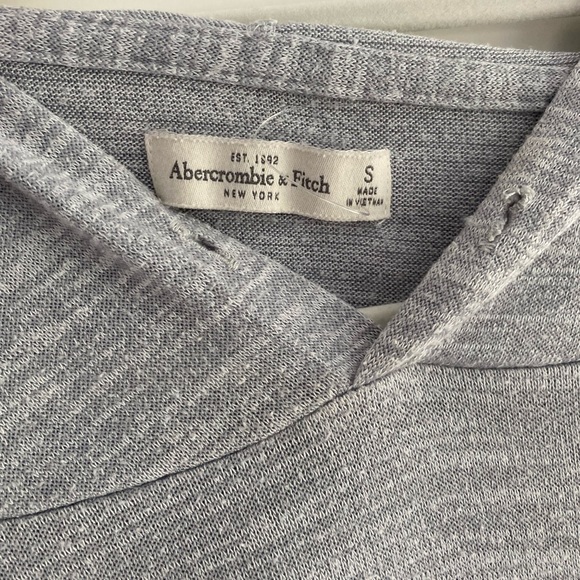 EST. 1892
Abercrombie & Fitch
NEW YORK
S
MADE
IN VIETNAM